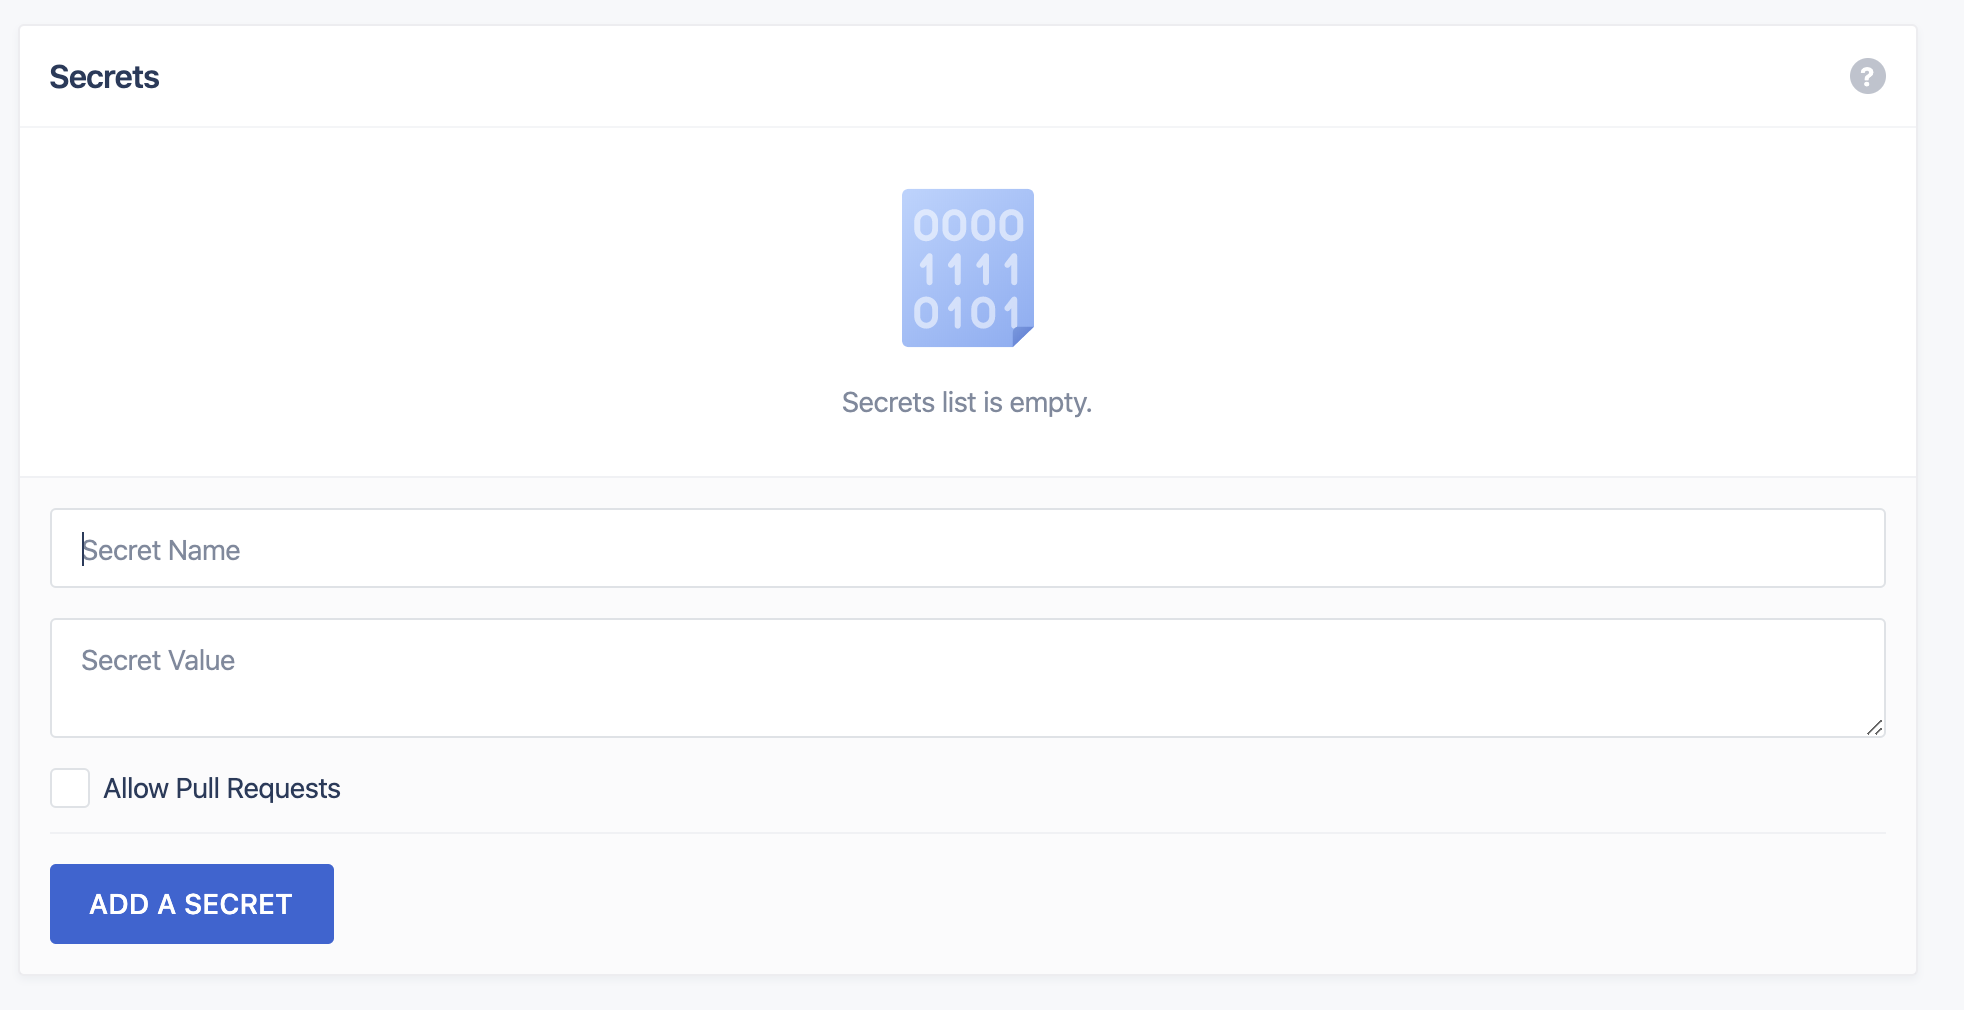 Secrets
?
0000
1111
0101
Secrets list is empty.
Secret Name
Secret Value
Allow Pull Requests
ADD A SECRET